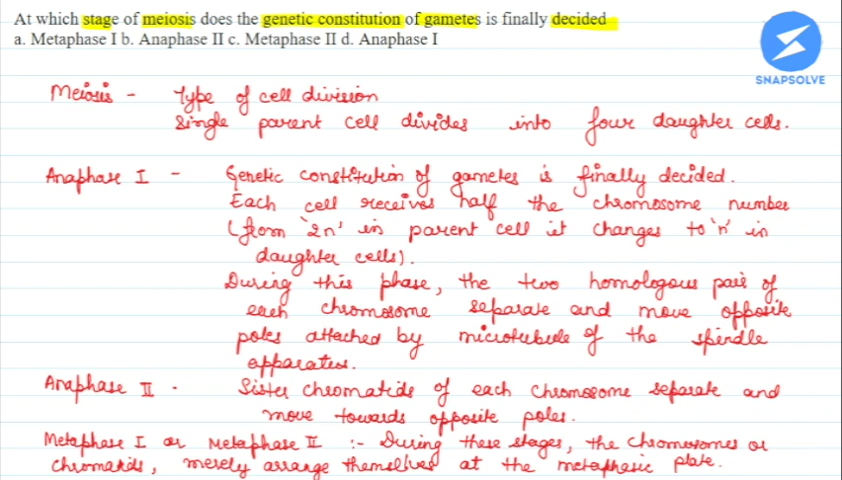 At which stage of meiosis does the genetic constitution of gametes is finally decided
a. Metaphase I b. Anaphase II c. Metaphase II d. Anaphase I
SNAPSOLVE
Meiosis - Type of cell division
Single parent cell divides into four daughter cells.
Anaphase I - Genetic constitution of gametes is finally decided.
Each cell receives half the chromosome number
(from '2n' in parent cell it changes to 'n' in
daughter cells).
During this phase, the two homologous pair of
each chromosome separate and move opposite
poles attached by microtubule of the spindle
apparatus.
Anaphase II - Sister chromatids of each chromosome separate and
move towards opposite poles.
Metaphase I or Metaphase II :- During these stages, the chromosomes or
chromatids, merely arrange themselves at the metaphasic plate.